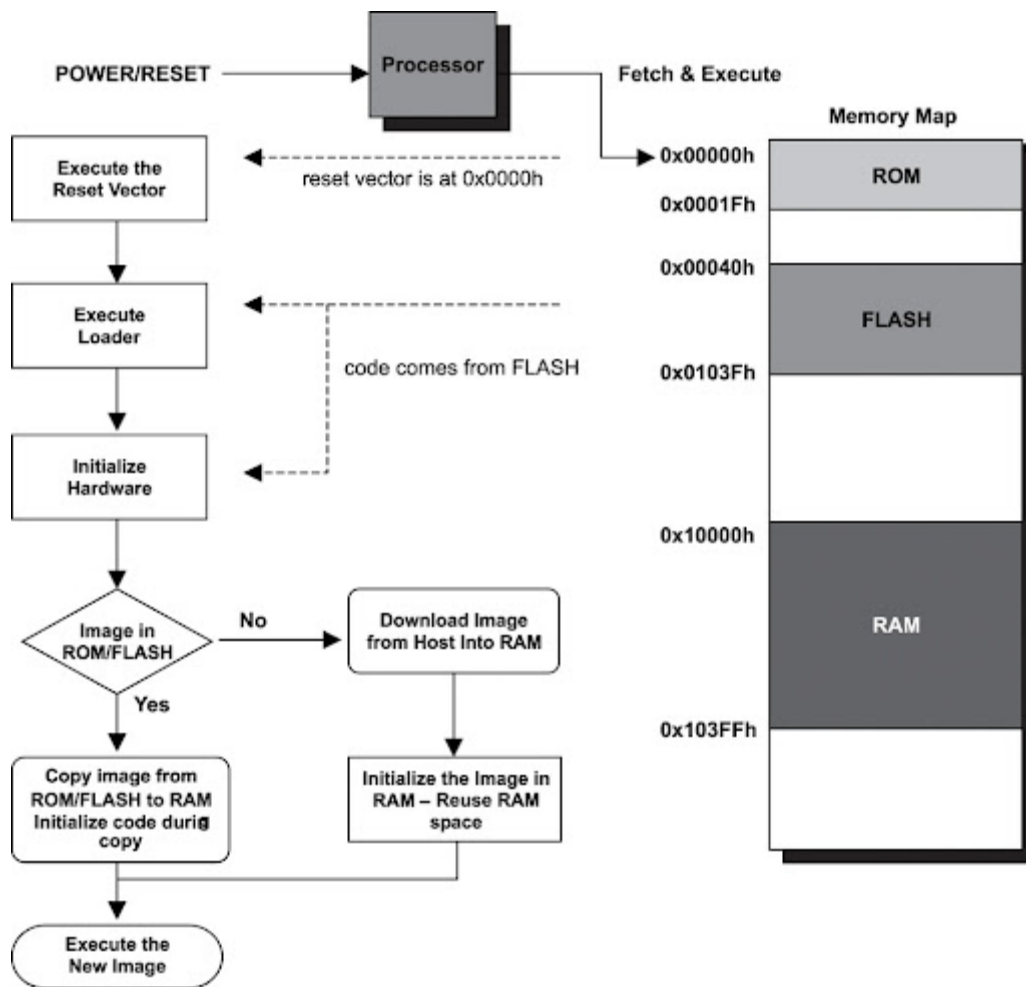 POWER/RESET
Processor
Fetch & Execute
Memory Map
Execute the
Reset Vector
reset vector is at 0x0000h
0x00000h
ROM
0x0001Fh
0x00040h
Execute
Loader
FLASH
code comes from FLASH
0x0103Fh
Initialize
Hardware
0x10000h
Image in
ROM/FLASH
No
Yes
Download Image
from Host Into RAM
RAM
0x103FFh
Copy image from
ROM/FLASH to RAM
Initialize code during
copy
Initialize the Image in
RAM – Reuse RAM
space
Execute the
New Image